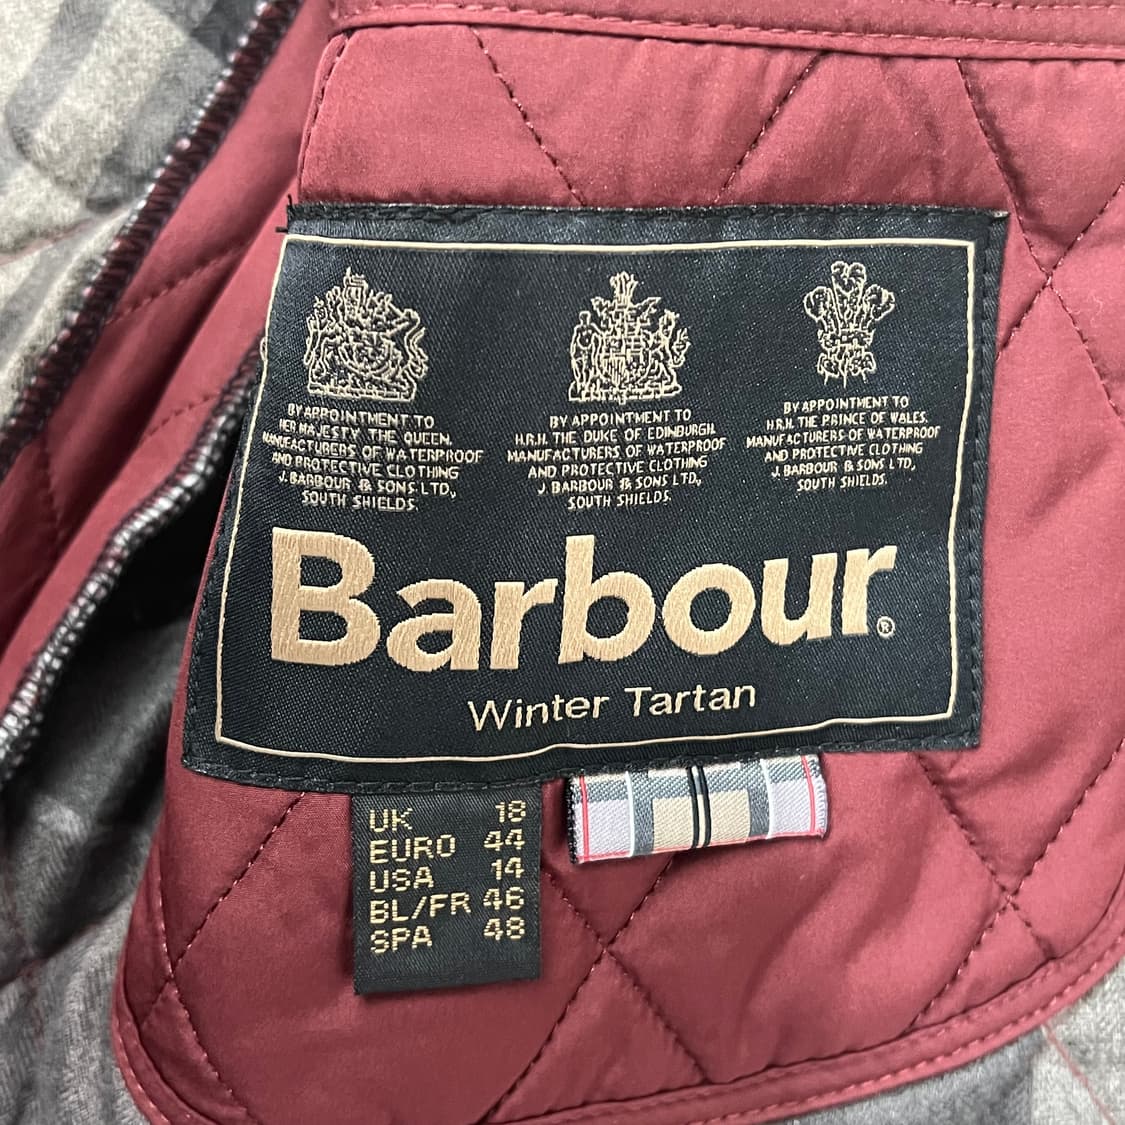 BY APPOINTMENT TO
HER MAJESTY THE QUEEN.
MANUFACTURERS OF WATERPROOF
AND PROTECTIVE CLOTHING
J. BARBOUR & SONS LTD.,
SOUTH SHIELDS.
BY APPOINTMENT TO
H.R.H. THE DUKE OF EDINBURGH.
MANUFACTURERS OF WATERPROOF
AND PROTECTIVE CLOTHING
J. BARBOUR & SONS LTD.,
SOUTH SHIELDS.
BY APPOINTMENT TO
H.R.H. THE PRINCE OF WALES.
MANUFACTURERS OF WATERPROOF
AND PROTECTIVE CLOTHING
J. BARBOUR & SONS LTD.,
SOUTH SHIELDS.
Barbour®
Winter Tartan
UK 18
EURO 44
USA 14
BL/FR 46
SPA 48